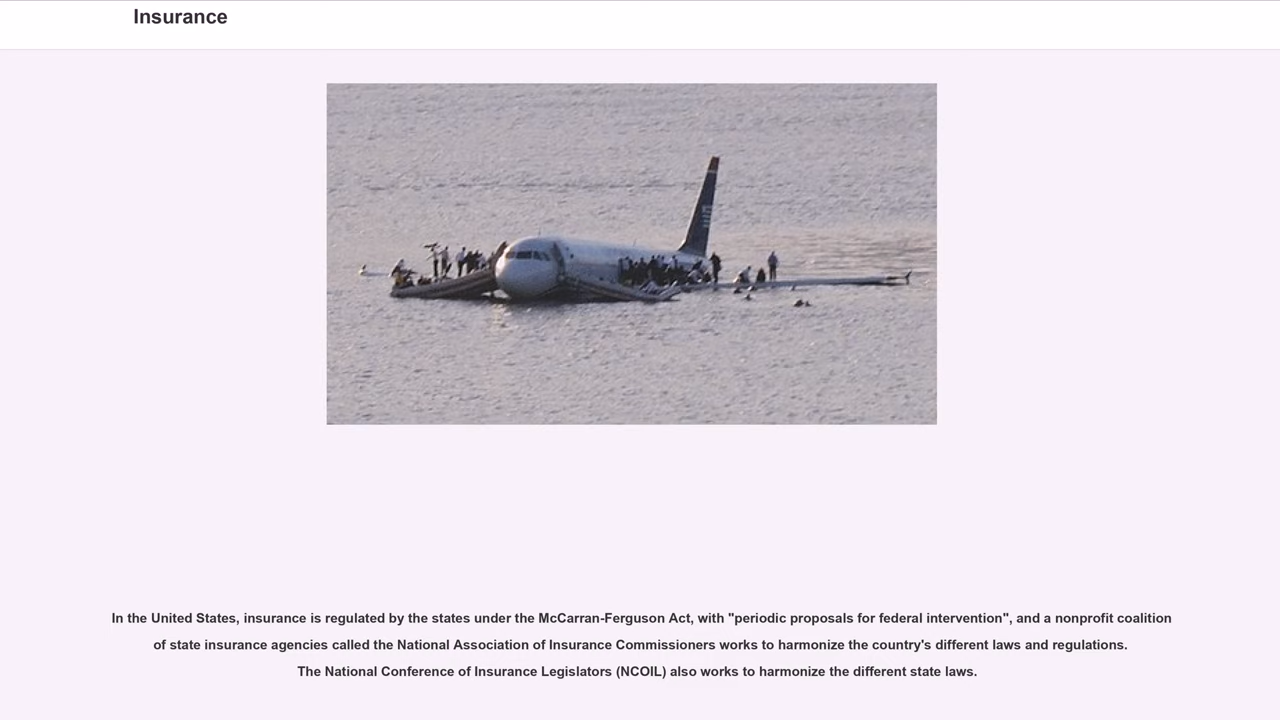 Insurance
In the United States, insurance is regulated by the states under the McCarran-Ferguson Act, with "periodic proposals for federal intervention", and a nonprofit coalition
of state insurance agencies called the National Association of Insurance Commissioners works to harmonize the country's different laws and regulations.
The National Conference of Insurance Legislators (NCOIL) also works to harmonize the different state laws.